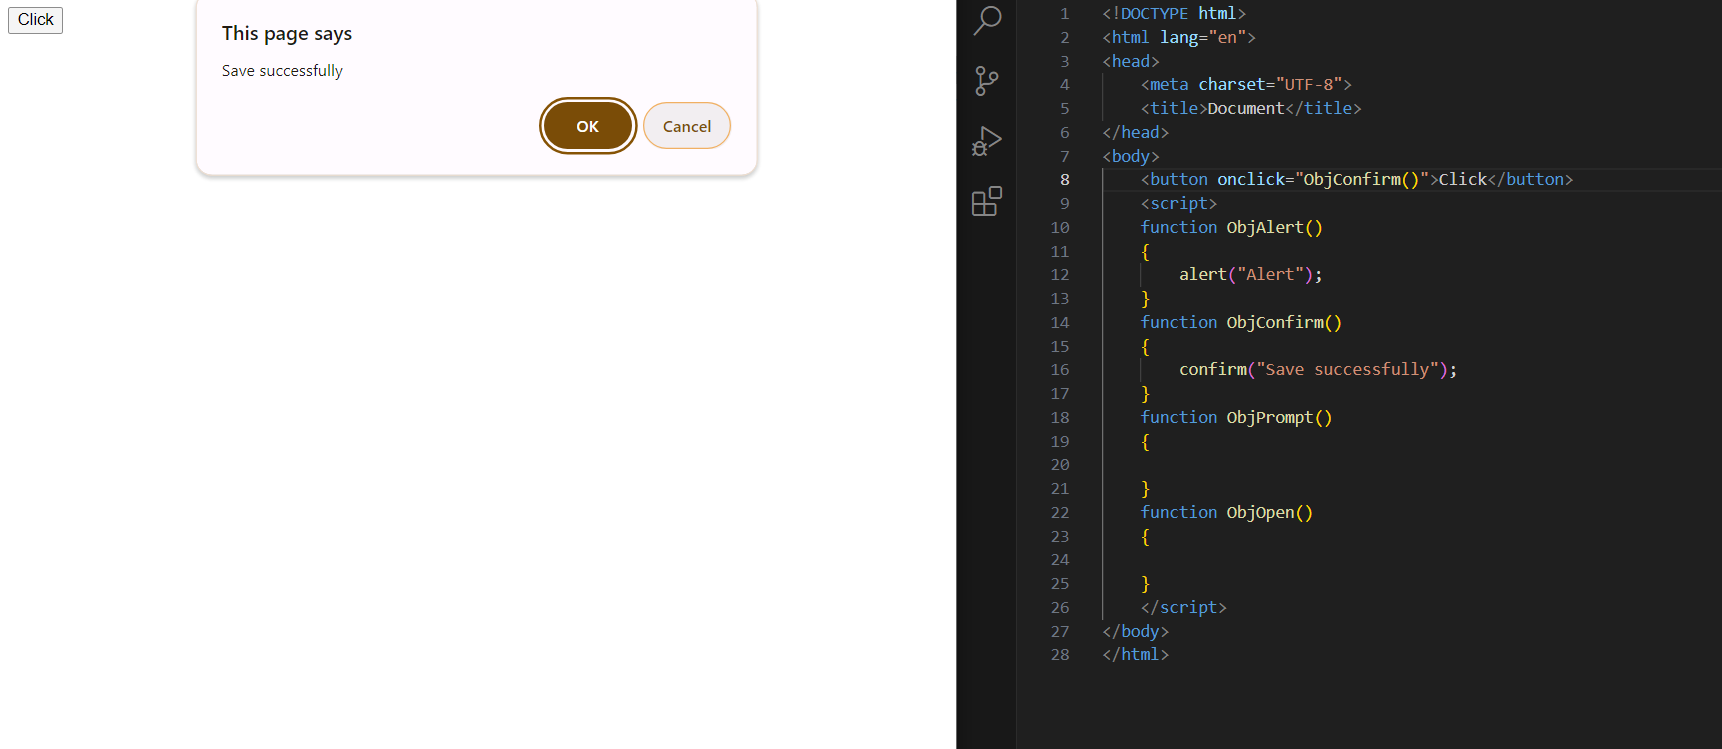 Click
This page says
Save successfully
OK
Cancel
1 <!DOCTYPE html>
2 <html lang="en">
3 <head>
4 <meta charset="UTF-8">
5 <title>Document</title>
6 </head>
7 <body>
8 <button onclick="ObjConfirm()">Click</button>
9 <script>
10 function ObjAlert()
11 {
12 alert("Alert");
13 }
14 function ObjConfirm()
15 {
16 confirm("Save successfully");
17 }
18 function ObjPrompt()
19 {
20
21 }
22 function ObjOpen()
23 {
24
25 }
26 </script>
27 </body>
28 </html>